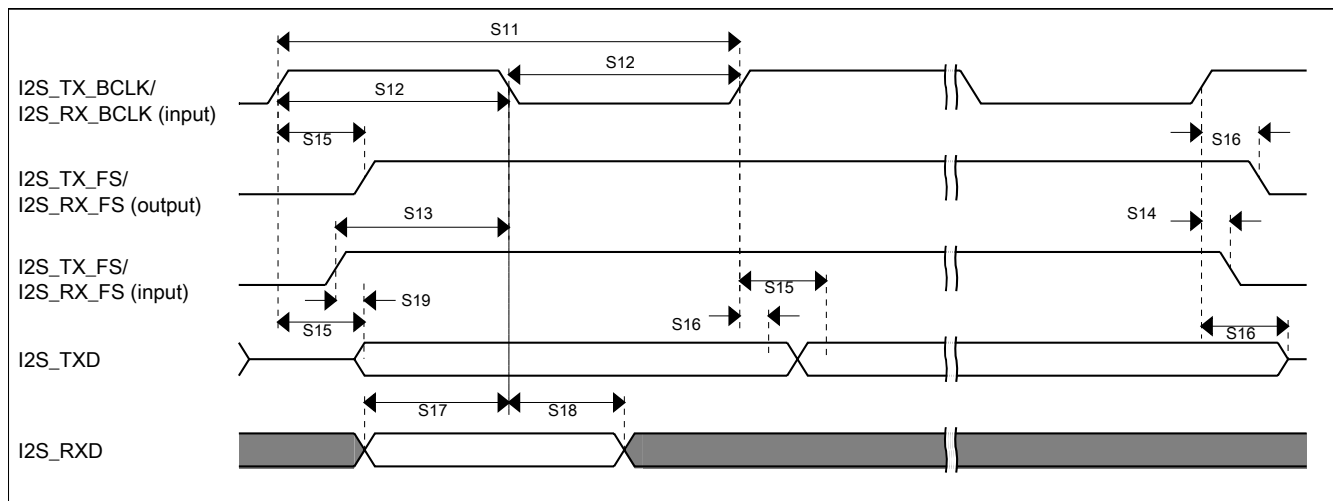 S11
S12
I2S_TX_BCLK/
I2S_RX_BCLK (input)
S12
S15
S16
I2S_TX_FS/
I2S_RX_FS (output)
S13
S14
I2S_TX_FS/
I2S_RX_FS (input)
S19
S15
S15
S16
S16
I2S_TXD
S17
S18
I2S_RXD